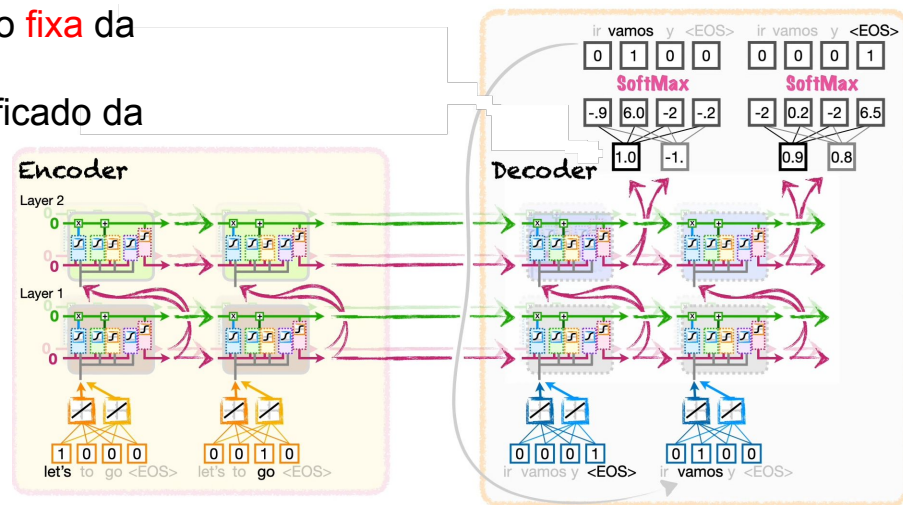 o fixa da
ficado da
ir vamos y <EOS> ir vamos y <EOS>
0 1 0 0 0 0 0 1
SoftMax SoftMax
-.9 6.0 -2 -.2 -2 0.2 -2 6.5
1.0 -1. 0.9 0.8
Encoder Decoder
Layer 2
0
0
0
0
Layer 1
0
0
0
0
1 0 0 0 0 0 1 0 0 0 0 1 0 1 0 0
let's to go <EOS> let's to go <EOS> ir vamos y <EOS> ir vamos y <EOS>